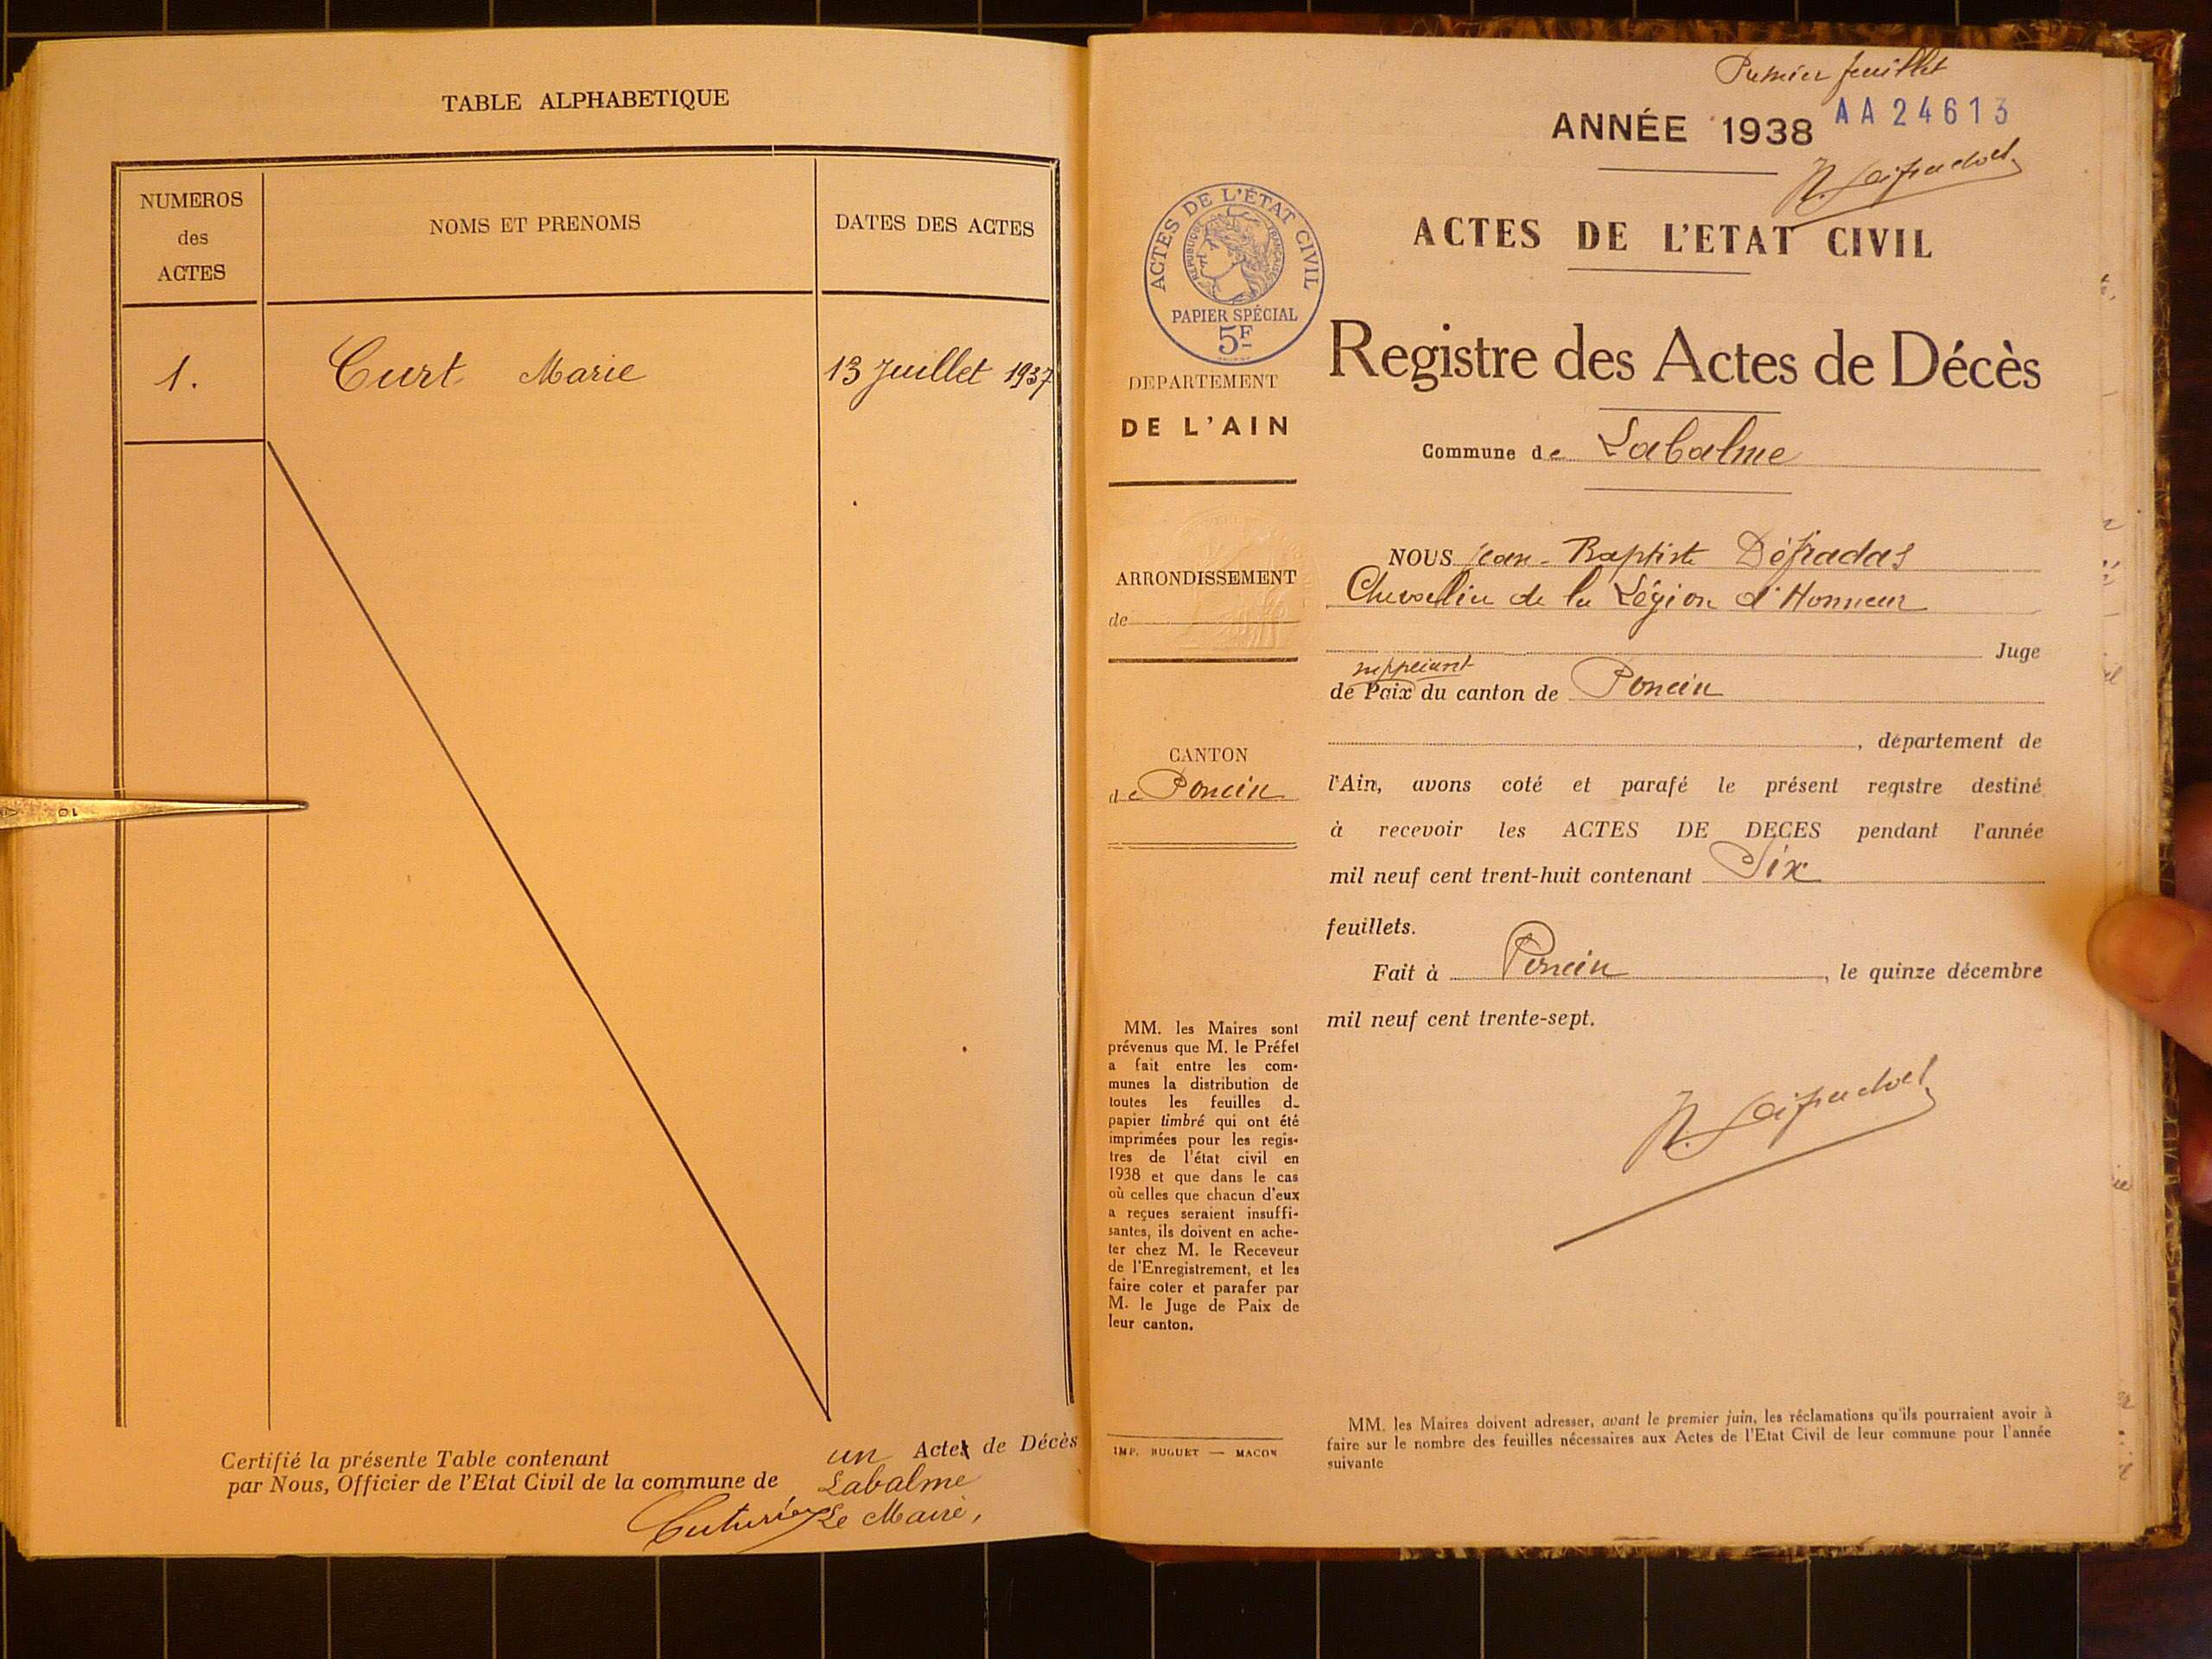 TABLE ALPHABETIQUE
NUMEROS
des
ACTES
NOMS ET PRENOMS
DATES DES ACTES
1.
Curt Marie
13 Juillet 1937
Certifié la présente Table contenant un Actes de Décès
par Nous, Officier de l'Etat Civil de la commune de Labalme
Le Maire,
Premier feuillet
ANNÉE 1938
AA24613
ACTES DE L'ETAT CIVIL
ACTES DE L'ÉTAT CIVIL
REPUBLIQUE FRANÇAISE
PAPIER SPÉCIAL
5F
Registre des Actes de Décès
DEPARTEMENT
DE L'AIN
Commune de Labalme
ARRONDISSEMENT
de
CANTON
de Poncin
NOUS Jean-Baptiste Défradas
Chevalier de la Légion d'Honneur
Juge
suppléant
de Paix du canton de Poncin
, département de
l'Ain, avons coté et parafé le présent registre destiné
à recevoir les ACTES DE DECES pendant l'année
mil neuf cent trent-huit contenant Six
feuillets.
Fait à Poncin, le quinze décembre
mil neuf cent trente-sept.
MM. les Maires sont
prévenus que M. le Préfet
a fait entre les com-
munes la distribution de
toutes les feuilles d
papier timbré qui ont été
imprimées pour les regis-
tres de l'état civil en
1938 et que dans le cas
où celles que chacun d'eux
a reçues seraient insuffi-
santes, ils doivent en ache-
ter chez M. le Receveur
de l'Enregistrement, et les
faire coter et parafer par
M. le Juge de Paix de
leur canton.
IMP. BUGUET — MACON
MM. les Maires doivent adresser, avant le premier juin, les réclamations qu'ils pourraient avoir à
faire sur le nombre des feuilles nécessaires aux Actes de l'Etat Civil de leur commune pour l'année
suivante